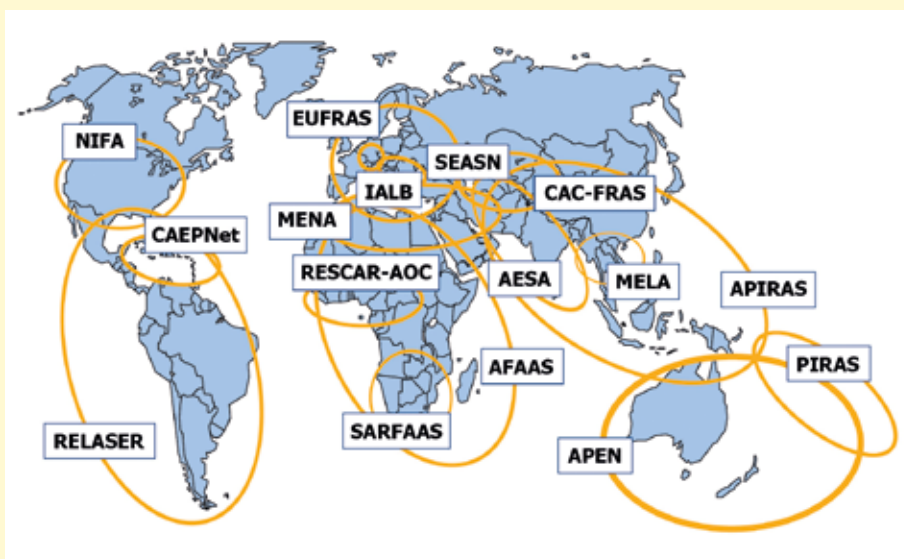 EUFRAS
NIFA
SEASN
IALB
CAC-FRAS
MENA
CAEPNet
RESCAR-AOC
AESA
MELA
APIRAS
AFAAS
PIRAS
SARFAAS
RELASER
APEN